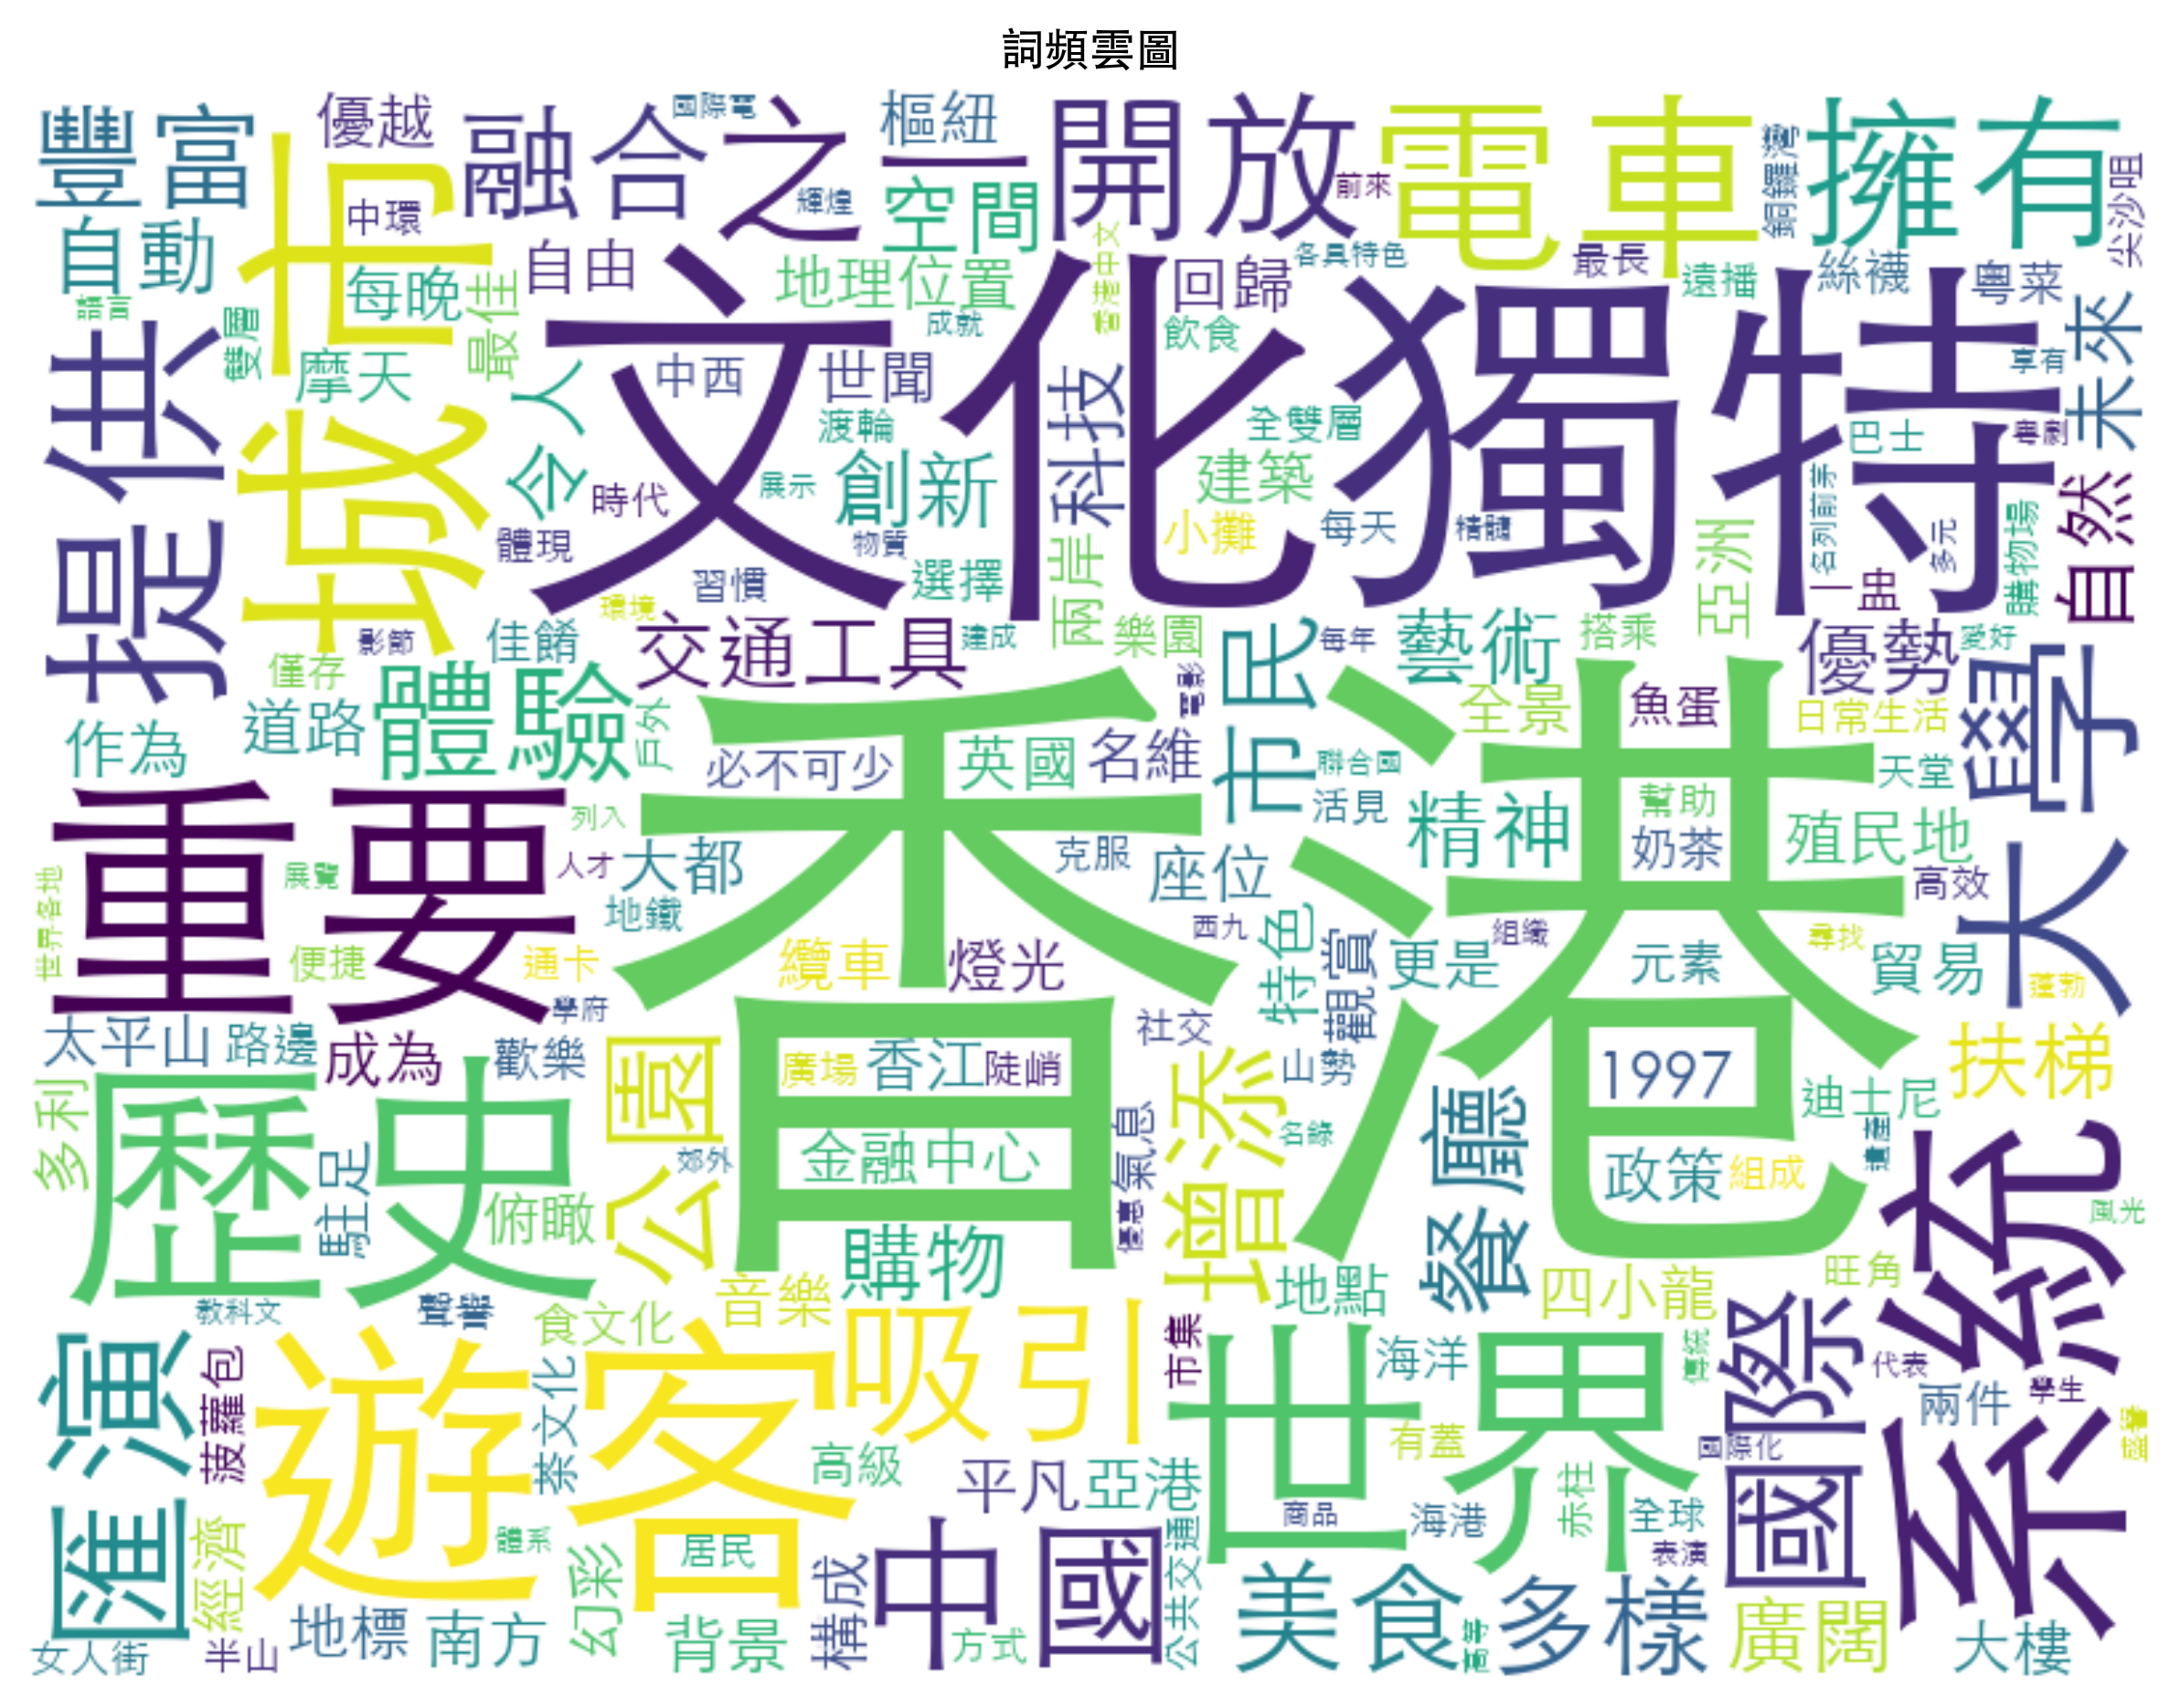 詞頻雲圖
豐富
優越
融合
之一
國際電
樞紐
開放
電車
擁有
銅鑼灣
尖沙咀
自動
中環
輝煌
空間
前來
城市
自由
地理位置
香港中文
回歸
各具特色
最長
遠播
絲襪
粵菜
每晚
最佳
語言
雙層
摩天
成就
飲食
文化
獨特
享有
未來
提供
令人
中西
世聞
科技
渡輪
全雙層
巴士
粵劇
時代
展示
創新
建築
小攤
每天
精髓
名列前茅
多元
購物場
自然
體現
物質
習慣
選擇
兩岸
亞洲
一盅
環境
影節
佳餚
交通工具
建成
樂園
市民
每年
藝術
搭乘
優勢
愛好
僅存
道路
體驗
戶外
電影
全景
魚蛋
日常生活
大學
作為
必不可少
英國
名維
聯合國
活見
精神
幫助
奶茶
天堂
殖民地
重要
列入
人才
大都
克服
座位
高效
世界各地
展覽
地鐵
香港
西九
組織
便捷
通卡
纜車
燈光
特色
觀賞
更是
元素
尋找
貿易
蓬勃
學府
太平山
路邊
成為
歡樂
公園
廣場
香江
陡峭
社交
山勢
1997
迪士尼
扶梯
多利
歷史
駐足
俯瞰
郊外
金融中心
氣息
優惠
增添
名錄
餐廳
政策
組成
遺產
系統
風光
購物
地點
四小龍
旺角
教科文
食文化
音樂
匯演
菠蘿包
遊客
茶文化
吸引
市集
世界
海洋
傳統
國際
代表
兩件
學生
高級
有蓋
國際化
平凡
亞港
商品
海港
赤柱
全球
表演
經濟
體系
幻彩
居民
構成
中國
公共交通
美食
高等
多樣
廣闊
大樓
女人街
半山
地標
南方
背景
方式